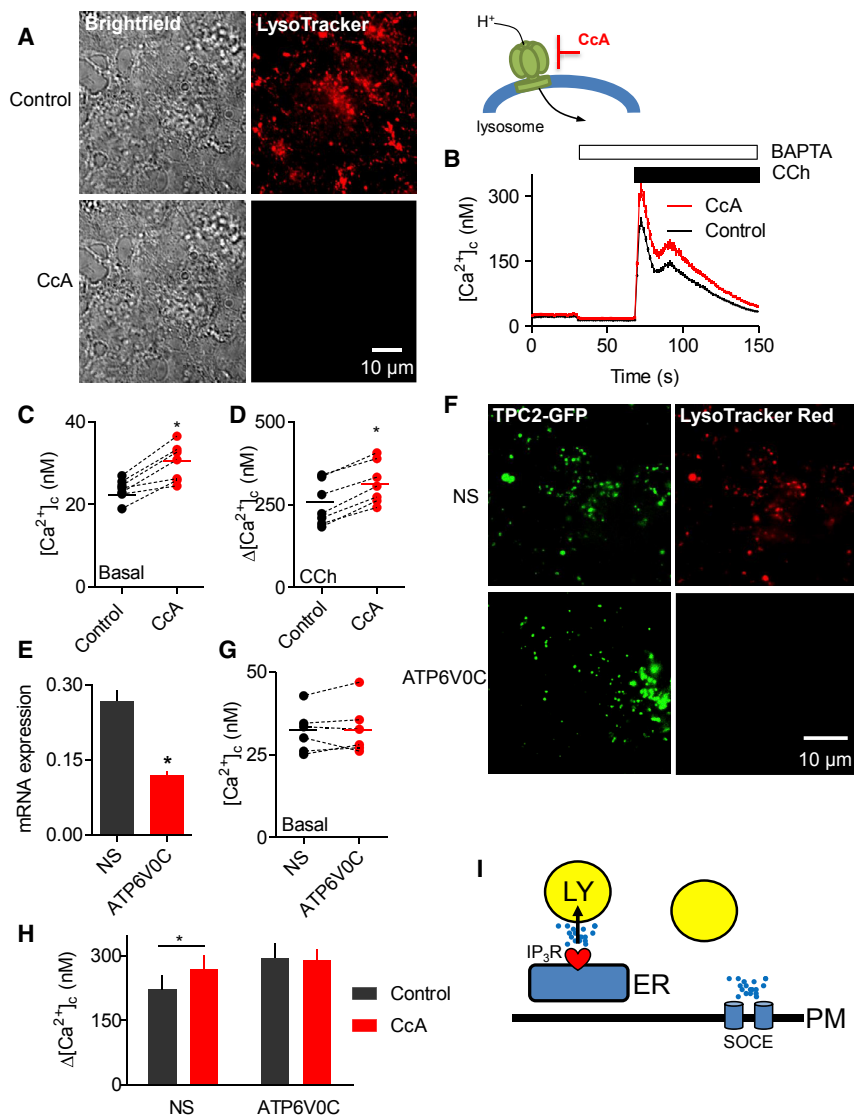 A
Brightfield
LysoTracker
Control
CcA
10 µm
H+
CcA
lysosome
B
BAPTA
CCh
CcA
Control
[Ca2+]c (nM)
300
150
0
0
50
100
150
Time (s)
C
[Ca2+]c (nM)
40
20
0
Basal
Control
CcA
*
D
Δ[Ca2+]c (nM)
500
250
0
CCh
Control
CcA
*
E
mRNA expression
0.30
0.15
0.00
*
NS
ATP6V0C
G
[Ca2+]c (nM)
50
25
0
Basal
NS
ATP6V0C
F
TPC2-GFP
LysoTracker Red
NS
ATP6V0C
10 µm
H
Δ[Ca2+]c (nM)
300
150
0
*
NS
ATP6V0C
Control
CcA
I
LY
IP3R
ER
PM
SOCE